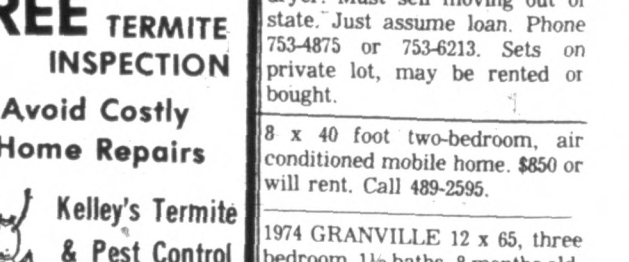 TERMITE
INSPECTION
Avoid Costly
Home Repairs
Kelley's Termite
& Pest Control
state. Just assume loan. Phone
753-4875 or 753-6213. Sets on
private lot, may be rented or
bought.
8 x 40 foot two-bedroom, air
conditioned mobile home. $850 or
will rent. Call 489-2595.
1974 GRANVILLE 12 x 65, three